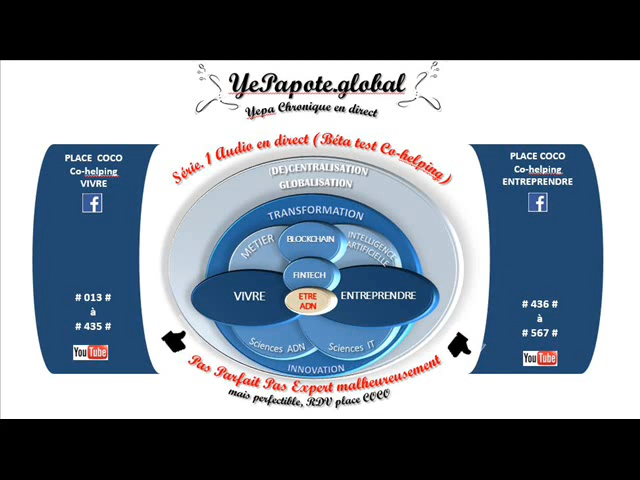 YePapote.global
Yepa Chronique en direct
Série. 1 Audio en direct (Béta test Co-helping)
PLACE COCO
Co-helping
VIVRE
# 013 #
à
# 435 #
YouTube
(DE)CENTRALISATION
GLOBALISATION
TRANSFORMATION
METIER
BLOCKCHAIN
INTELLIGENCE
ARTIFICIELLE
FINTECH
VIVRE
ETRE
ADN
ENTREPRENDRE
Sciences ADN
Sciences IT
INNOVATION
PLACE COCO
Co-helping
ENTREPRENDRE
# 436 #
à
# 567 #
YouTube
Pas Parfait Pas Expert malheureusement
mais perfectible, RDV place COCO